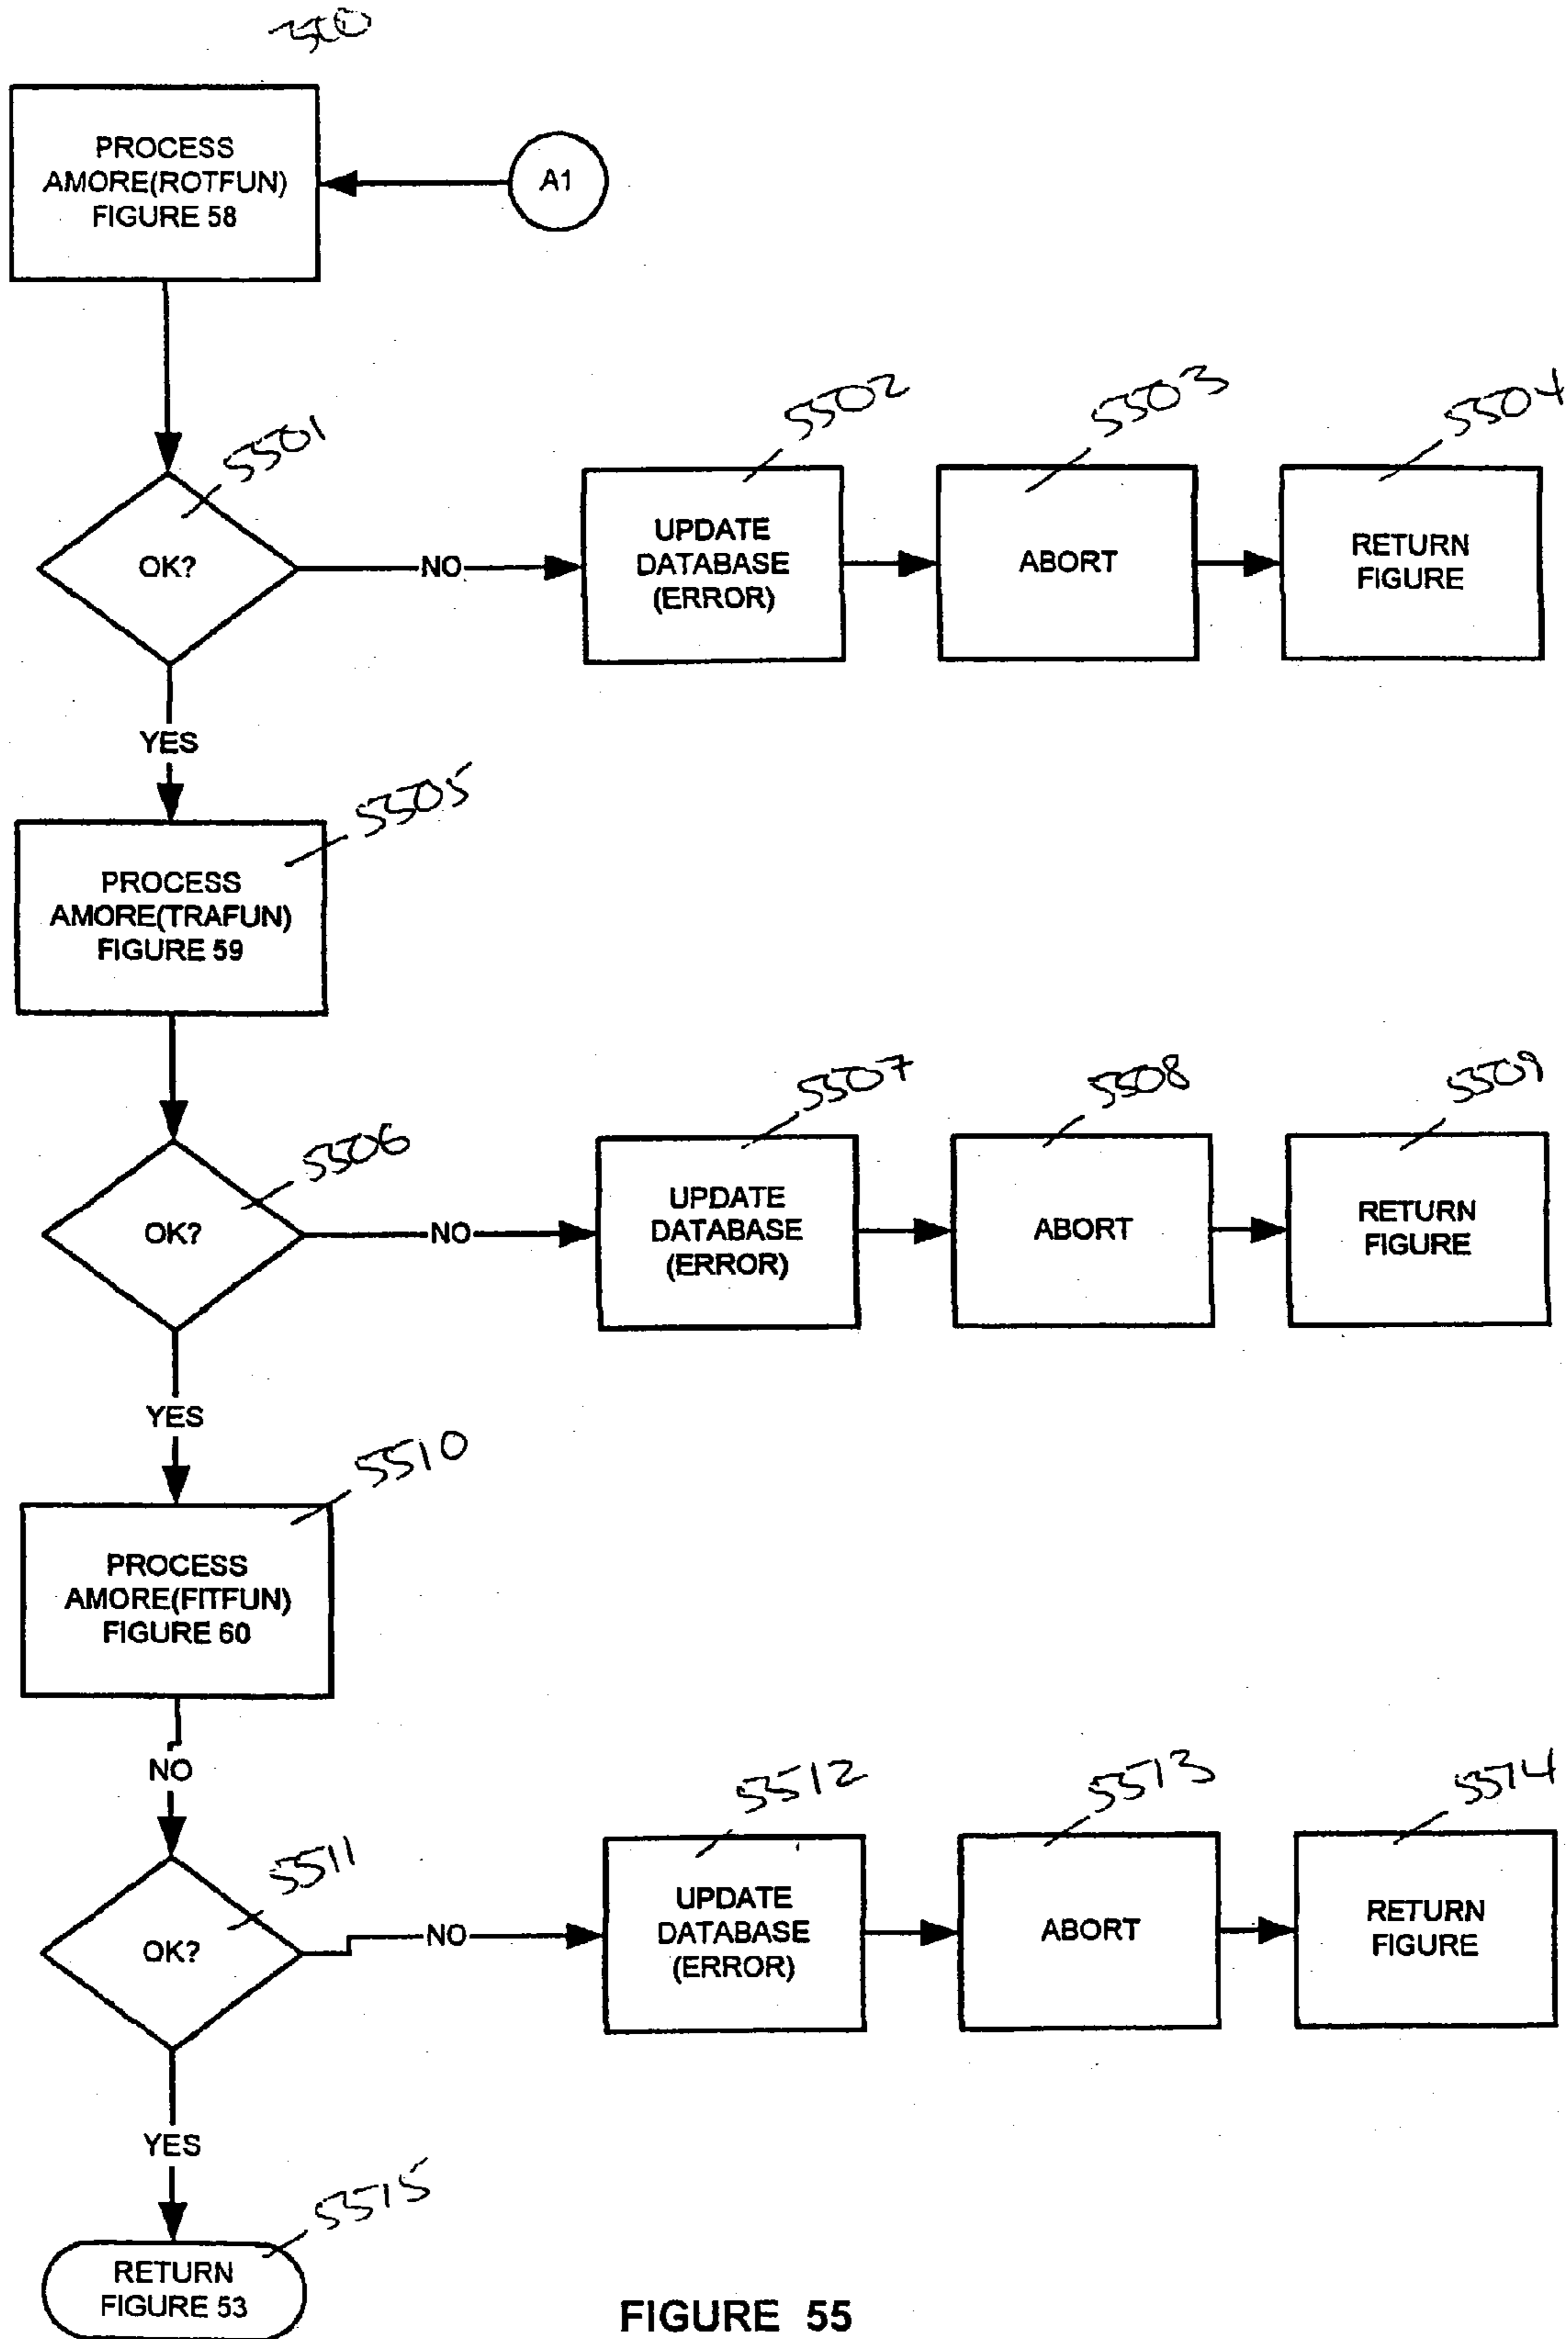 PROCESS
AMORE(ROTFUN)
FIGURE 58
A1
5501
OK?
NO
5502
UPDATE
DATABASE
(ERROR)
5503
ABORT
5504
RETURN
FIGURE
YES
5505
PROCESS
AMORE(TRAFUN)
FIGURE 59
5506
OK?
NO
5507
UPDATE
DATABASE
(ERROR)
5508
ABORT
5509
RETURN
FIGURE
YES
5510
PROCESS
AMORE(FITFUN)
FIGURE 60
NO
5511
OK?
NO
5512
UPDATE
DATABASE
(ERROR)
5513
ABORT
5514
RETURN
FIGURE
YES
5515
RETURN
FIGURE 53
FIGURE 55